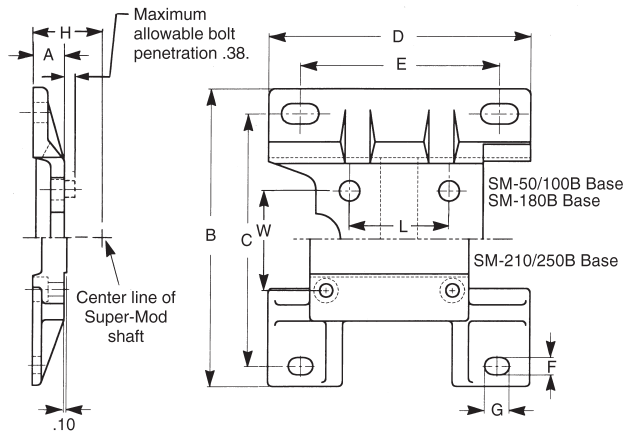 Maximum
allowable bolt
penetration .38.
H
A
D
E
B
C
W
L
SM-50/100B Base
SM-180B Base
SM-210/250B Base
Center line of
Super-Mod
shaft
F
G
.10